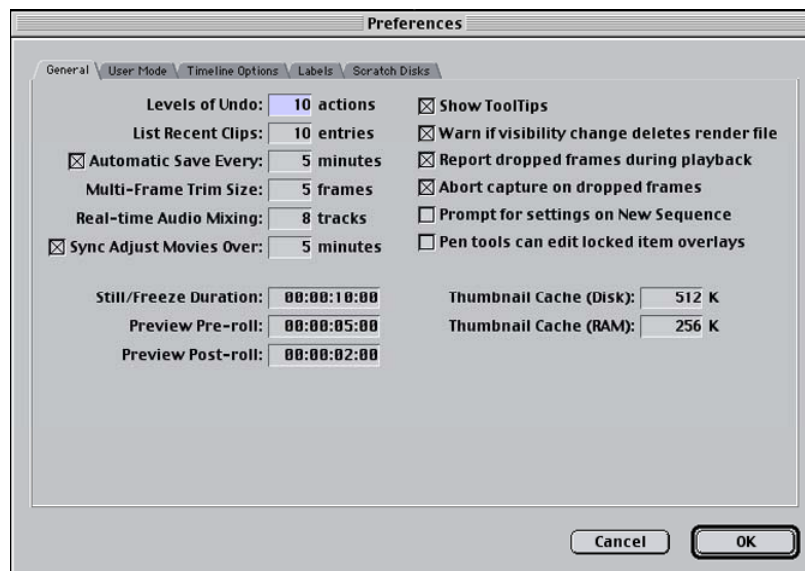 Preferences
General User Mode Timeline Options Labels Scratch Disks
Levels of Undo: 10 actions
List Recent Clips: 10 entries
Automatic Save Every: 5 minutes
Multi-Frame Trim Size: 5 frames
Real-time Audio Mixing: 8 tracks
Sync Adjust Movies Over: 5 minutes
Show ToolTips
Warn if visibility change deletes render file
Report dropped frames during playback
Abort capture on dropped frames
Prompt for settings on New Sequence
Pen tools can edit locked item overlays
Still/Freeze Duration: 00:00:10:00
Preview Pre-roll: 00:00:05:00
Preview Post-roll: 00:00:02:00
Thumbnail Cache (Disk): 512 K
Thumbnail Cache (RAM): 256 K
Cancel OK